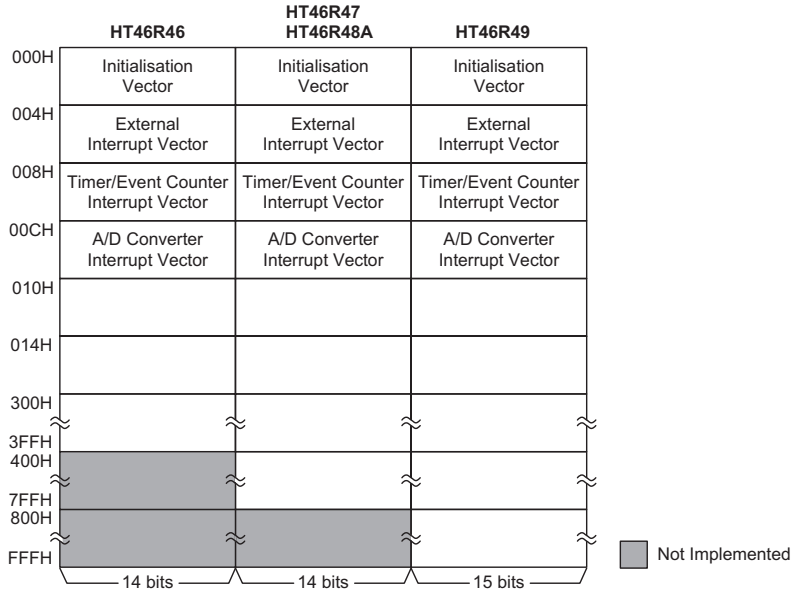 HT46R46
HT46R47
HT46R48A
HT46R49
000H
Initialisation
Vector
Initialisation
Vector
Initialisation
Vector
004H
External
Interrupt Vector
External
Interrupt Vector
External
Interrupt Vector
008H
Timer/Event Counter
Interrupt Vector
Timer/Event Counter
Interrupt Vector
Timer/Event Counter
Interrupt Vector
00CH
A/D Converter
Interrupt Vector
A/D Converter
Interrupt Vector
A/D Converter
Interrupt Vector
010H
014H
300H
3FFH
400H
7FFH
800H
FFFH
Not Implemented
14 bits
14 bits
15 bits